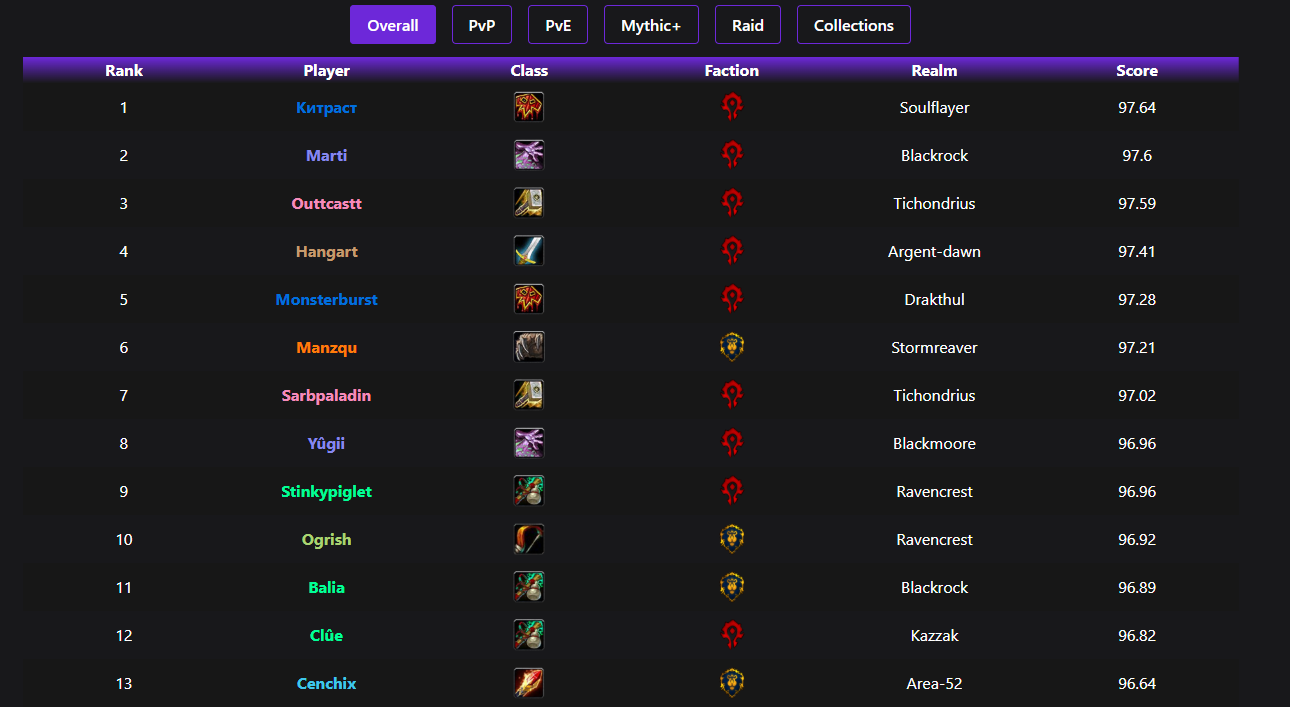 Overall PvP PvE Mythic+ Raid Collections
Rank Player Class Faction Realm Score
1 Китраст Soulflayer 97.64
2 Marti Blackrock 97.6
3 Outtcastt Tichondrius 97.59
4 Hangart Argent-dawn 97.41
5 Monsterburst Drakthul 97.28
6 Manzqu Stormreaver 97.21
7 Sarbpaladin Tichondrius 97.02
8 Yûgii Blackmoore 96.96
9 Stinkypiglet Ravencrest 96.96
10 Ogrish Ravencrest 96.92
11 Balia Blackrock 96.89
12 Clûe Kazzak 96.82
13 Cenchix Area-52 96.64